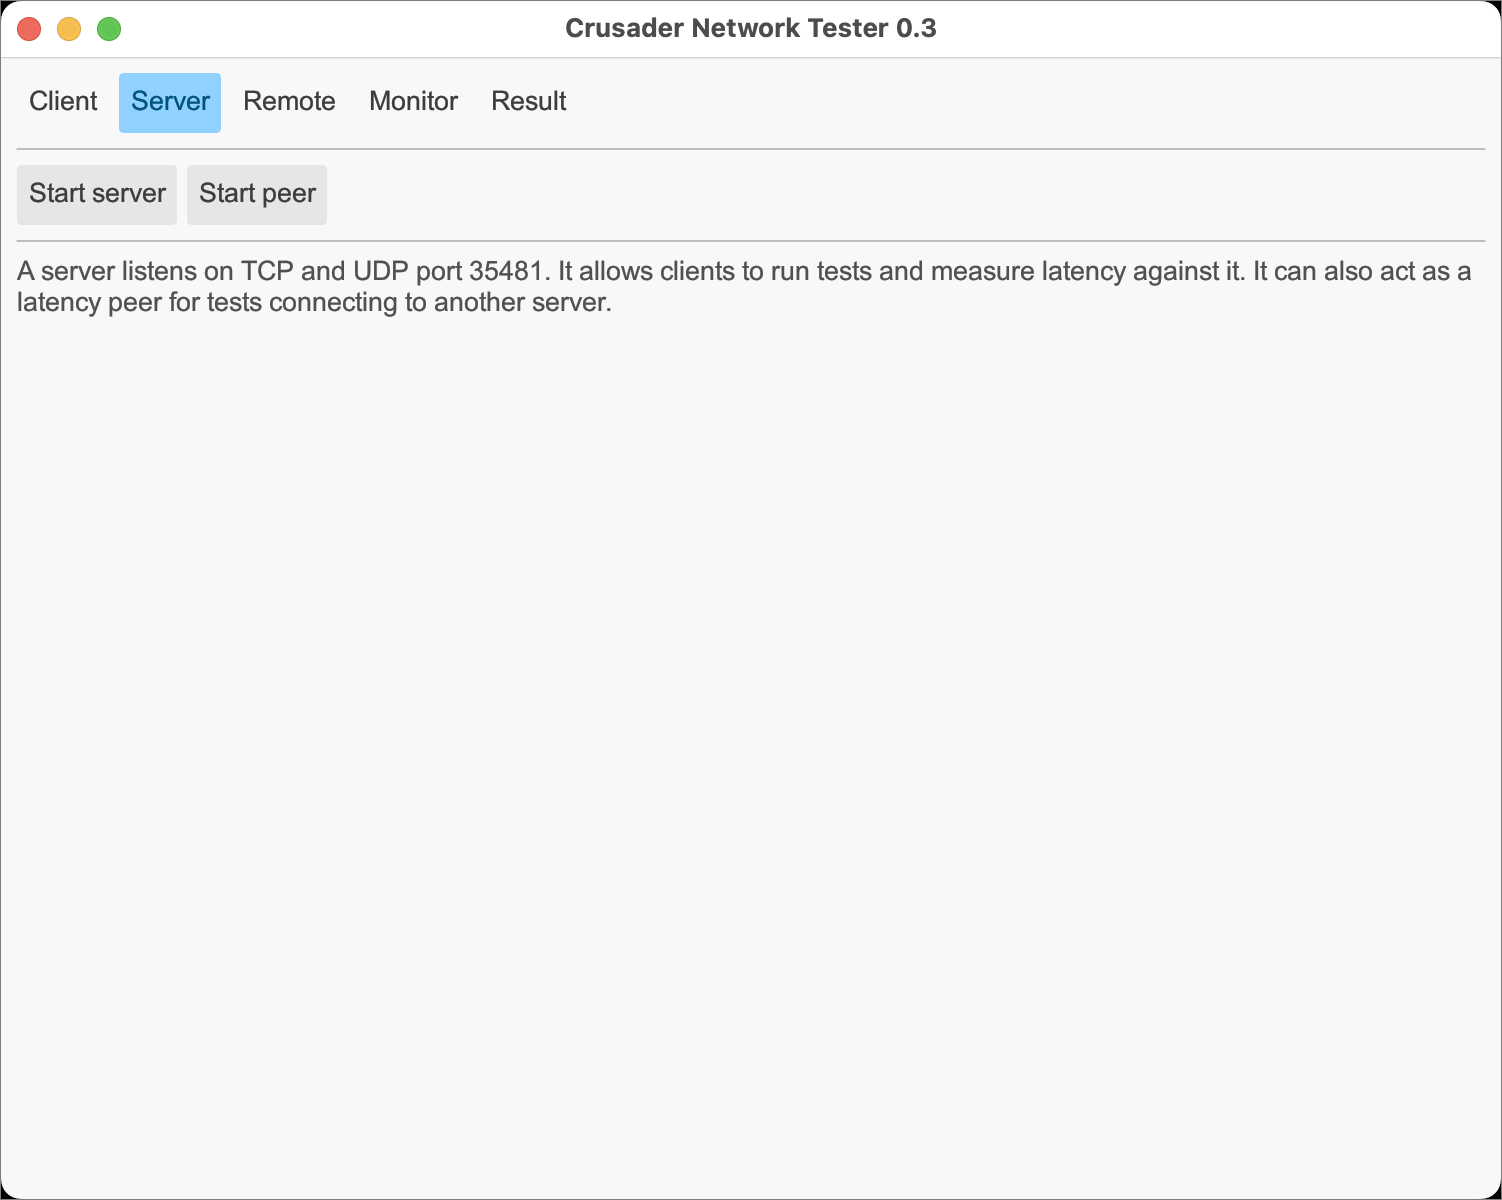 Crusader Network Tester 0.3
Client Server Remote Monitor Result
Start server Start peer
A server listens on TCP and UDP port 35481. It allows clients to run tests and measure latency against it. It can also act as a
latency peer for tests connecting to another server.